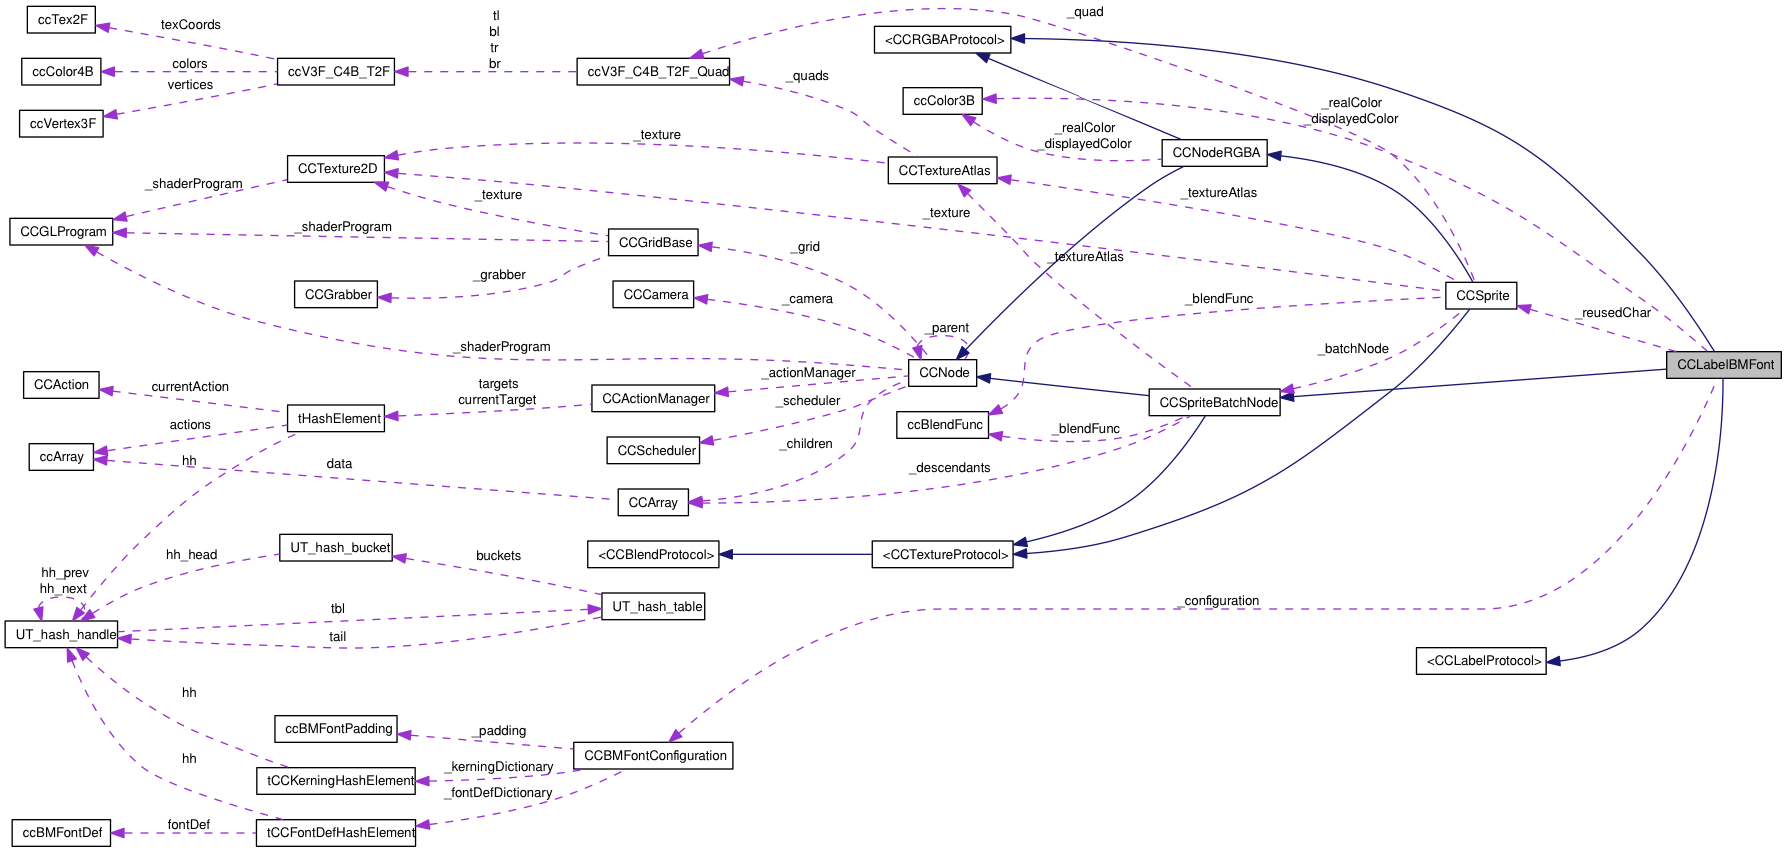 ccTex2F
texCoords
tl
bl
tr
br
_quad
<CCRGBAProtocol>
ccColor4B
colors
ccV3F_C4B_T2F
ccV3F_C4B_T2F_Quad
_quads
vertices
ccVertex3F
ccColor3B
_realColor
_displayedColor
_realColor
_displayedColor
_texture
CCNodeRGBA
CCTexture2D
CCTextureAtlas
_shaderProgram
_texture
_textureAtlas
_texture
CCGLProgram
_shaderProgram
CCGridBase
_grid
_textureAtlas
_grabber
CCGrabber
CCCamera
_camera
_blendFunc
CCSprite
_reusedChar
_parent
_shaderProgram
_batchNode
CCLabelBMFont
CCNode
_actionManager
CCAction
currentAction
targets
currentTarget
CCActionManager
_scheduler
CCSpriteBatchNode
tHashElement
actions
ccBlendFunc
_blendFunc
CCScheduler
_children
ccArray
hh
data
_descendants
CCArray
UT_hash_bucket
hh_head
buckets
<CCBlendProtocol>
<CCTextureProtocol>
hh_prev
hh_next
tbl
UT_hash_table
_configuration
UT_hash_handle
tail
<CCLabelProtocol>
hh
ccBMFontPadding
_padding
CCBMFontConfiguration
hh
_kerningDictionary
tCCKerningHashElement
_fontDefDictionary
ccBMFontDef
fontDef
tCCFontDefHashElement